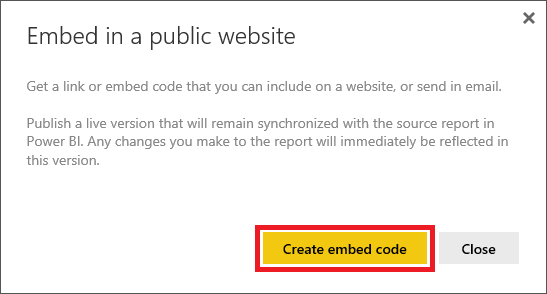 Embed in a public website
Get a link or embed code that you can include on a website, or send in email.
Publish a live version that will remain synchronized with the source report in
Power BI. Any changes you make to the report will immediately be reflected in
this version.
Create embed code
Close